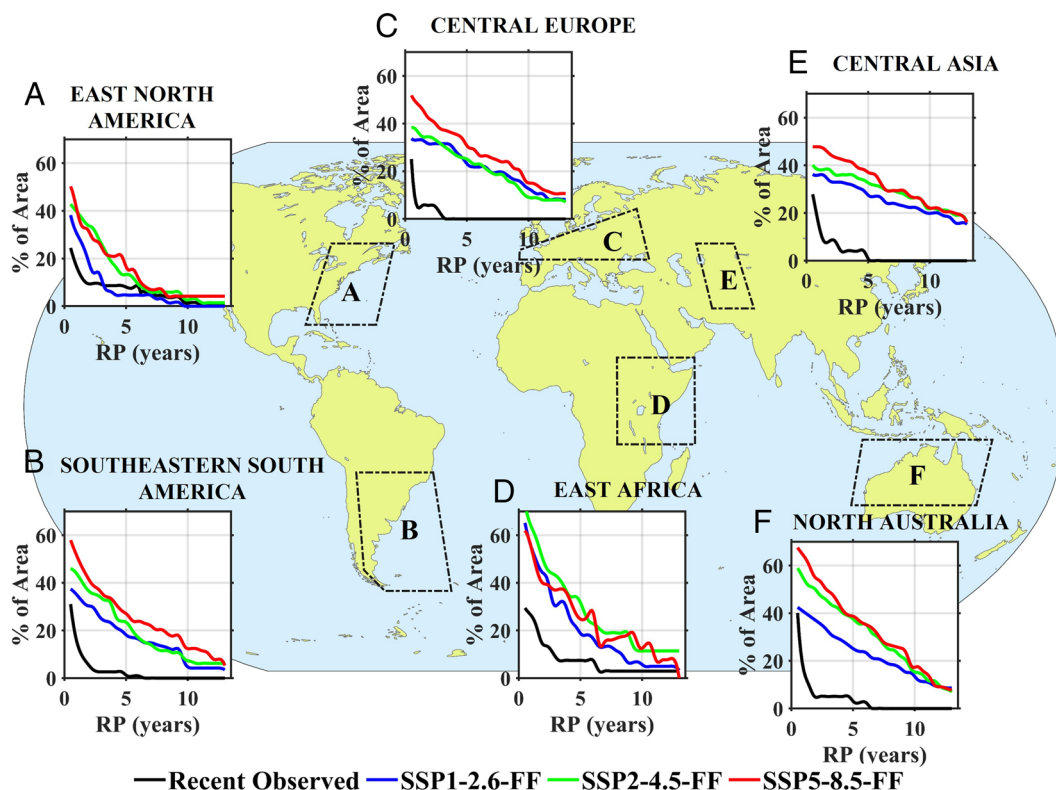 A
EAST NORTH
AMERICA
% of Area
60
40
20
0
0
5
10
RP (years)
C
CENTRAL EUROPE
% of Area
60
40
20
0
0
5
10
RP (years)
E
CENTRAL ASIA
% of Area
60
40
20
0
A
C
E
D
B
F
B
SOUTHEASTERN SOUTH
AMERICA
% of Area
60
40
20
0
0
5
10
RP (years)
D
EAST AFRICA
% of Area
60
40
20
0
0
5
10
RP (years)
F
NORTH AUSTRALIA
% of Area
60
40
20
0
0
5
10
RP (years)
Recent Observed SSP1-2.6-FF SSP2-4.5-FF SSP5-8.5-FF